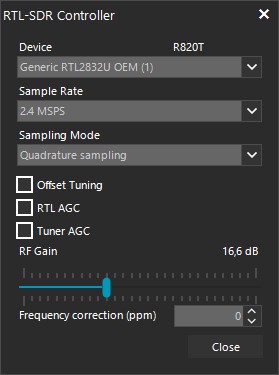 RTL-SDR Controller
Device R820T
Generic RTL2832U OEM (1)
Sample Rate
2.4 MSPS
Sampling Mode
Quadrature sampling
Offset Tuning
RTL AGC
Tuner AGC
RF Gain 16,6 dB
Frequency correction (ppm) 0
Close